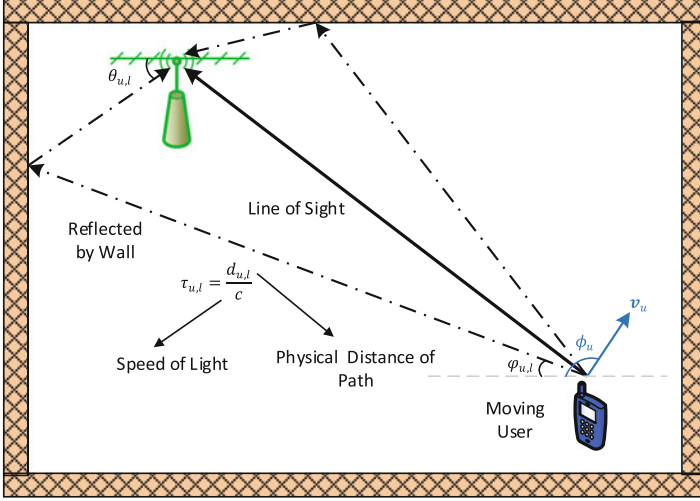 θ_{u,l}
Line of Sight
Reflected
by Wall
τ_{u,l} = d_{u,l} / c
v_u
ϕ_u
Speed of Light
Physical Distance of
Path
φ_{u,l}
Moving
User